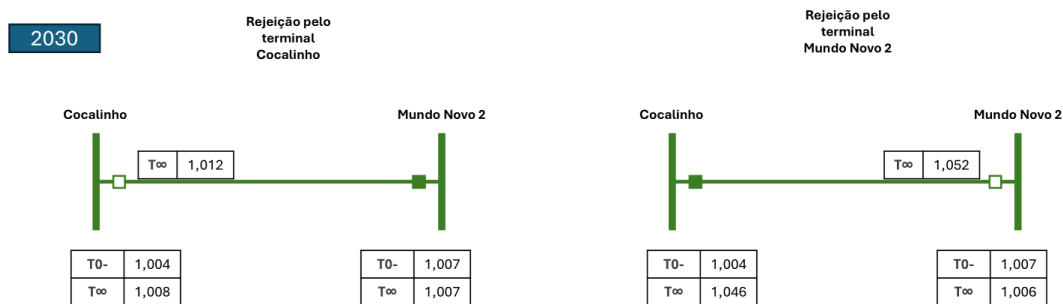 2030
Rejeição pelo
terminal
Cocalinho
Cocalinho
Mundo Novo 2
T∞ 1,012
T0- 1,004
T∞ 1,008
T0- 1,007
T∞ 1,007
Rejeição pelo
terminal
Mundo Novo 2
Cocalinho
Mundo Novo 2
T∞ 1,052
T0- 1,004
T∞ 1,046
T0- 1,007
T∞ 1,006